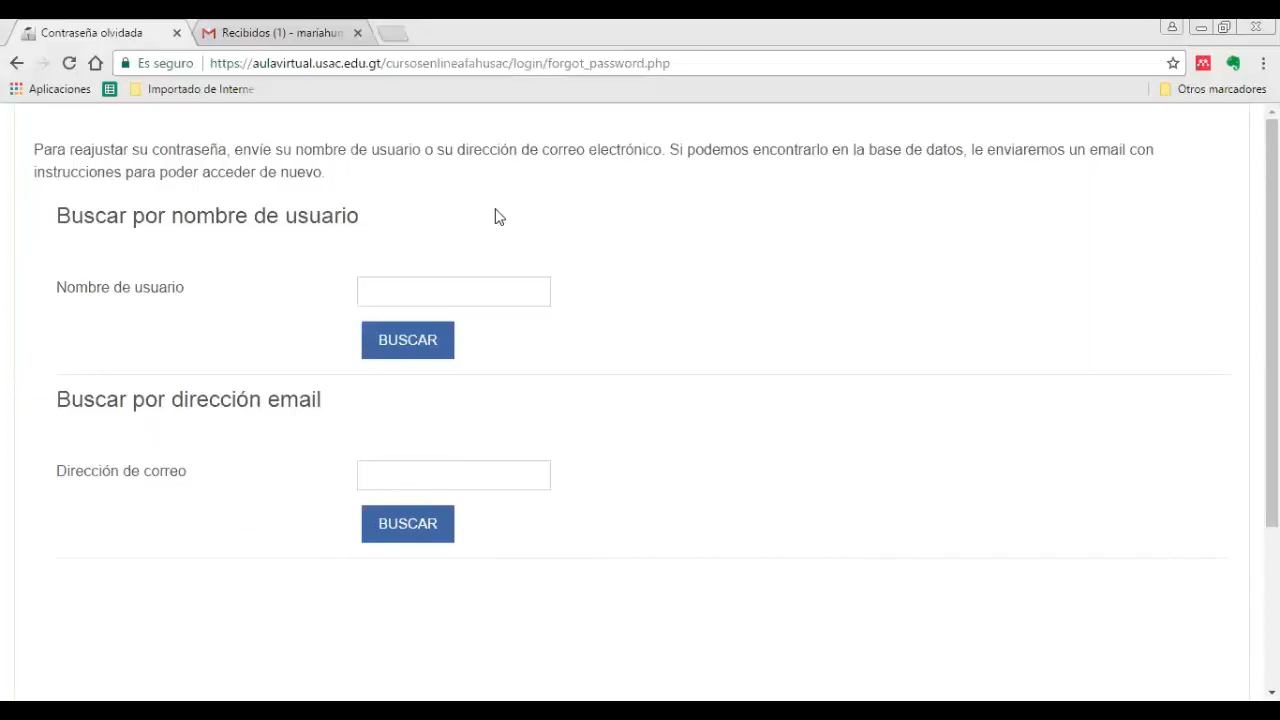 Contraseña olvidada
Recibidos (1) - mariahun
Es seguro
https://aulavirtual.usac.edu.gt/cursosenlineafahusac/login/forgot_password.php
Aplicaciones
Importado de Interne
Otros marcadores
Para reajustar su contraseña, envíe su nombre de usuario o su dirección de correo electrónico. Si podemos encontrarlo en la base de datos, le enviaremos un email con
instrucciones para poder acceder de nuevo.
Buscar por nombre de usuario
Nombre de usuario
BUSCAR
Buscar por dirección email
Dirección de correo
BUSCAR